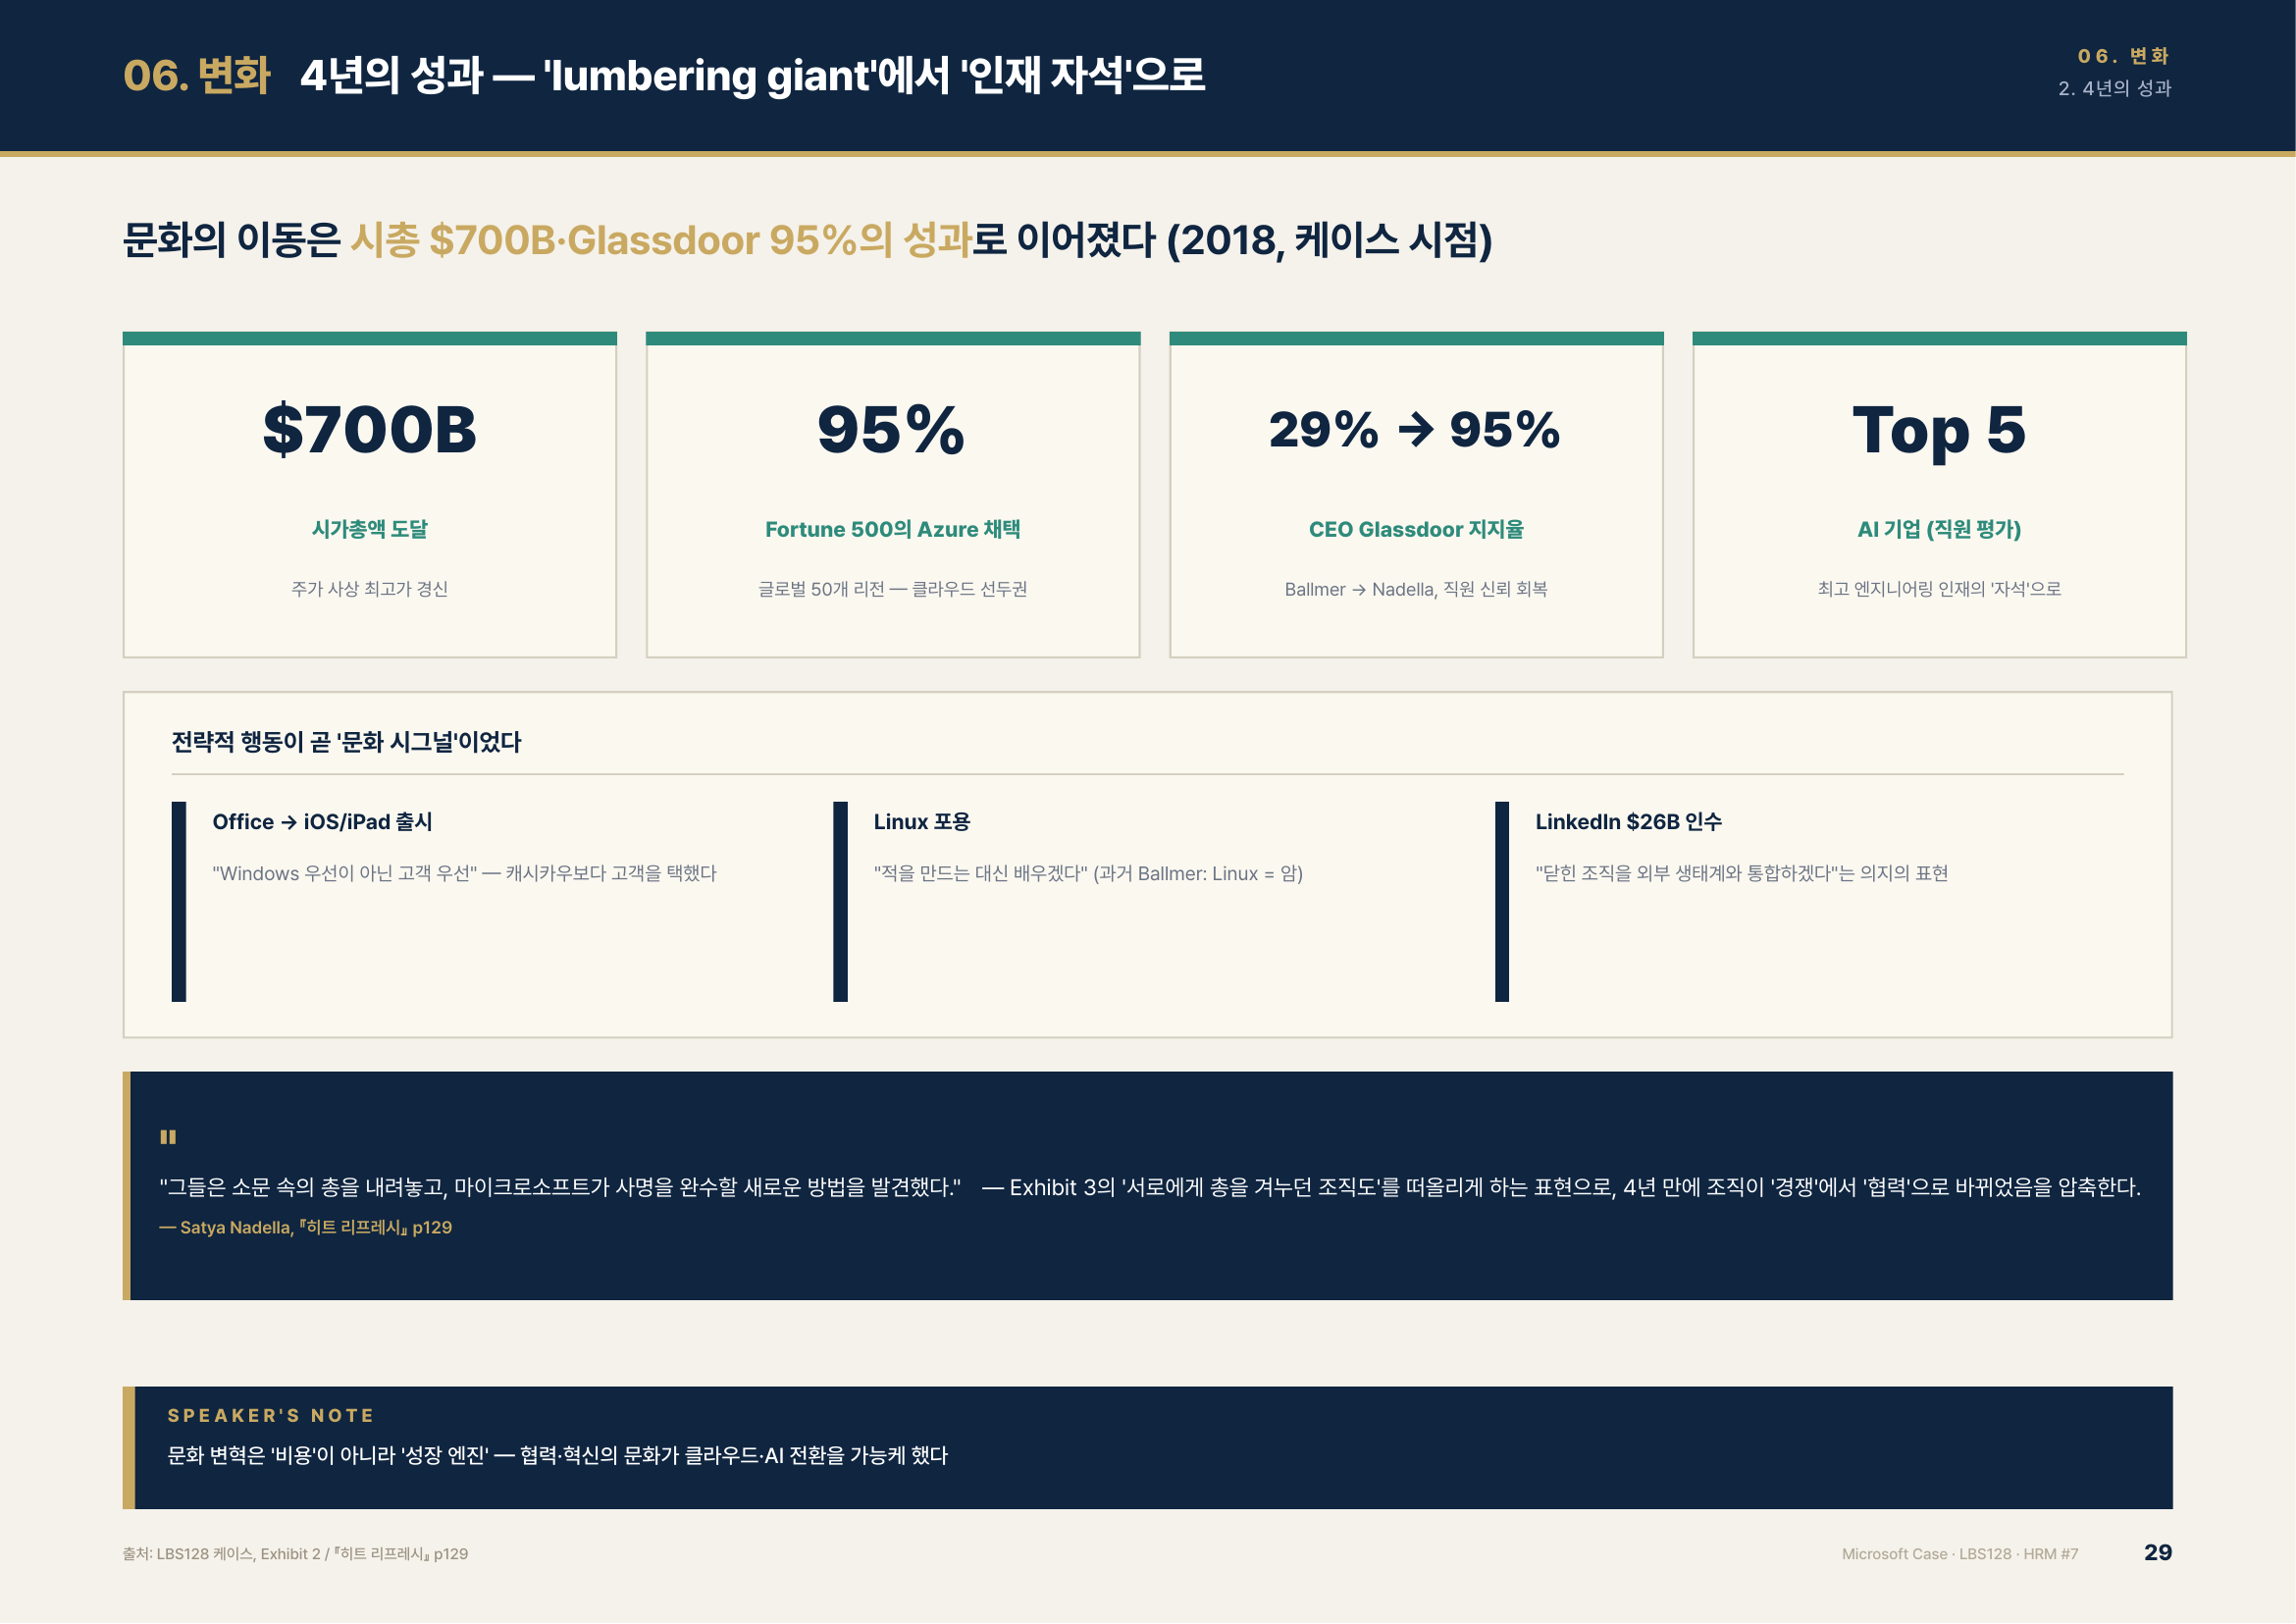 06. 변화 4년의 성과 — 'lumbering giant'에서 '인재 자석'으로
06. 변화
2. 4년의 성과
문화의 이동은 시총 $700B·Glassdoor 95%의 성과로 이어졌다 (2018, 케이스 시점)
$700B
시가총액 도달
주가 사상 최고가 경신
95%
Fortune 500의 Azure 채택
글로벌 50개 리전 — 클라우드 선두권
29% → 95%
CEO Glassdoor 지지율
Ballmer → Nadella, 직원 신뢰 회복
Top 5
AI 기업 (직원 평가)
최고 엔지니어링 인재의 '자석'으로
전략적 행동이 곧 '문화 시그널'이었다
Office → iOS/iPad 출시
"Windows 우선이 아닌 고객 우선" — 캐시카우보다 고객을 택했다
Linux 포용
"적을 만드는 대신 배우겠다" (과거 Ballmer: Linux = 암)
LinkedIn $26B 인수
"닫힌 조직을 외부 생태계와 통합하겠다"는 의지의 표현
"
"그들은 소문 속의 총을 내려놓고, 마이크로소프트가 사명을 완수할 새로운 방법을 발견했다." — Exhibit 3의 '서로에게 총을 겨누던 조직도'를 떠올리게 하는 표현으로, 4년 만에 조직이 '경쟁'에서 '협력'으로 바뀌었음을 압축한다.
— Satya Nadella, 『히트 리프레시』 p129
SPEAKER'S NOTE
문화 변혁은 '비용'이 아니라 '성장 엔진' — 협력·혁신의 문화가 클라우드·AI 전환을 가능케 했다
출처: LBS128 케이스, Exhibit 2 / 『히트 리프레시』 p129
Microsoft Case · LBS128 · HRM #7
29